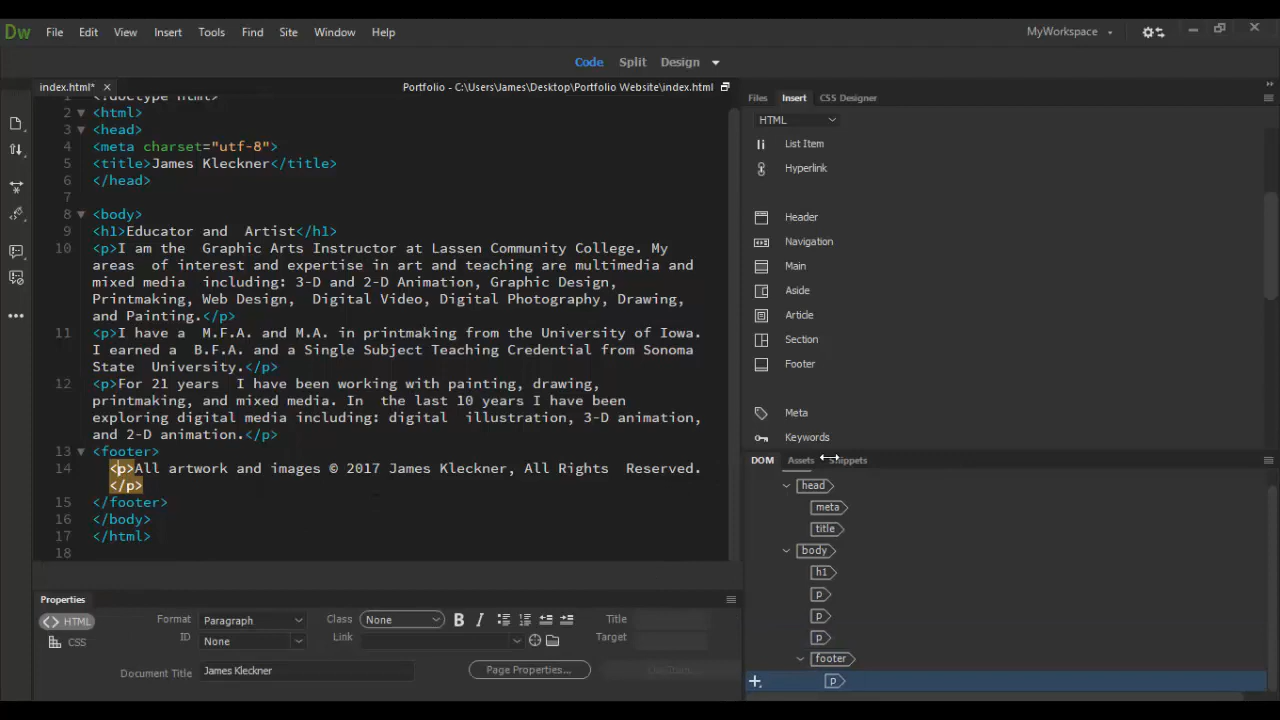 Dw File Edit View Insert Tools Find Site Window Help MyWorkspace
Code Split Design
index.html* Portfolio - C:\Users\James\Desktop\Portfolio Website\index.html
1 <!doctype html>
2 <html>
3 <head>
4 <meta charset="utf-8">
5 <title>James Kleckner</title>
6 </head>
7
8 <body>
9 <h1>Educator and  Artist</h1>
10 <p>I am the  Graphic Arts Instructor at Lassen Community College. My
areas  of interest and expertise in art and teaching are multimedia and
mixed media  including: 3-D and 2-D Animation, Graphic Design,
Printmaking, Web Design,  Digital Video, Digital Photography, Drawing,
and Painting.</p>
11 <p>I have a  M.F.A. and M.A. in printmaking from the University of Iowa.
I earned a  B.F.A. and a Single Subject Teaching Credential from Sonoma
State  University.</p>
12 <p>For 21 years  I have been working with painting, drawing,
printmaking, and mixed media. In  the last 10 years I have been
exploring digital media including: digital  illustration, 3-D animation,
and 2-D animation.</p>
13 <footer>
14 <p>All artwork and images © 2017 James Kleckner, All Rights  Reserved.
</p>
15 </footer>
16 </body>
17 </html>
18
Files Insert CSS Designer
HTML
List Item
Hyperlink
Header
Navigation
Main
Aside
Article
Section
Footer
Meta
Keywords
DOM Assets Snippets
head
meta
title
body
h1
p
p
p
footer
p
Properties
HTML Format Paragraph Class None B I Title
CSS ID None Link Target
Document Title James Kleckner Page Properties...